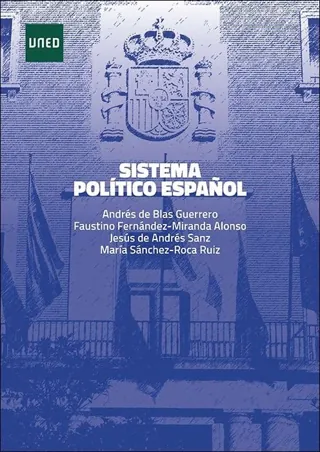 UNED
SISTEMA
POLÍTICO ESPAÑOL
Andrés de Blas Guerrero
Faustino Fernández-Miranda Alonso
Jesús de Andrés Sanz
María Sánchez-Roca Ruiz